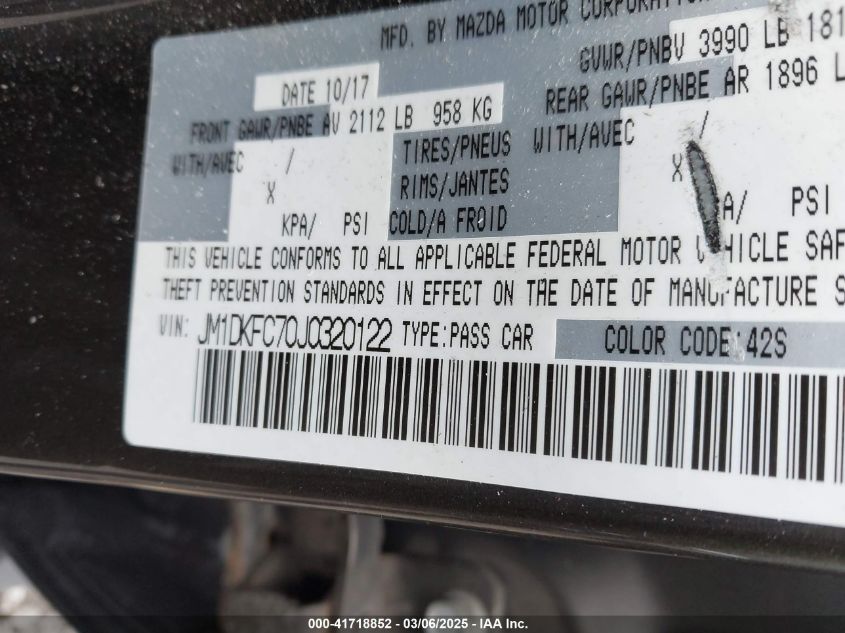 MFD. BY MAZDA MOTOR CORPORATION
DATE 10/17 GVWR/PNBV 3990 LB 181
FRONT GAWR/PNBE AV 2112 LB 958 KG REAR GAWR/PNBE AR 1896 L
WITH/AVEC / TIRES/PNEUS WITH/AVEC /
X RIMS/JANTES X
KPA/ PSI COLD/A FROID PA/ PSI
THIS VEHICLE CONFORMS TO ALL APPLICABLE FEDERAL MOTOR VEHICLE SAF
THEFT PREVENTION STANDARDS IN EFFECT ON THE DATE OF MANUFACTURE S
VIN: JM1DKFC70J0320122 TYPE:PASS CAR COLOR CODE:42S
000-41718852 — 03/06/2025 — IAA Inc.